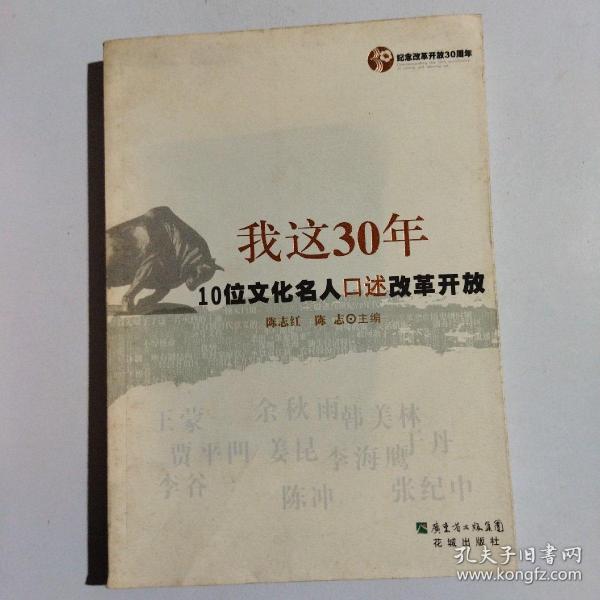 纪念改革开放30周年
我这30年
10位文化名人口述改革开放
陈志红 陈 志⊙主编
王蒙 余秋雨 韩美林
贾平凹 姜昆 李海鹰 于丹
李谷一 陈冲 张纪中
广东省出版集团
花城出版社
孔夫子旧书网
www.kongfz.com